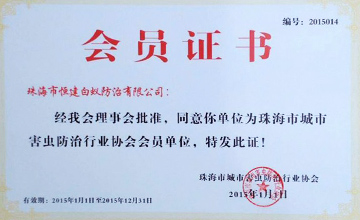 编号：2015014
会员证书
珠海市恒建白蚁防治有限公司：
经我会理事会批准，同意你单位为珠海市城市
害虫防治行业协会会员单位，特发此证！
珠海市城市害虫防治行业协会
2015年1月1日
有效期：2015年1月1日至2015年12月31日